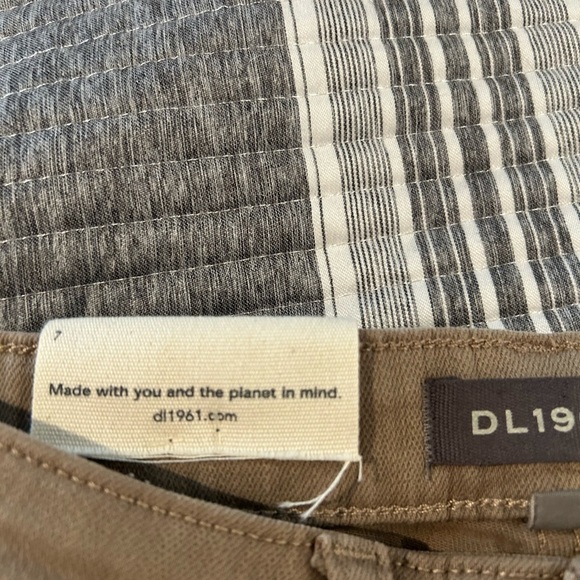 Made with you and the planet in mind.
dl1961.com
DL19